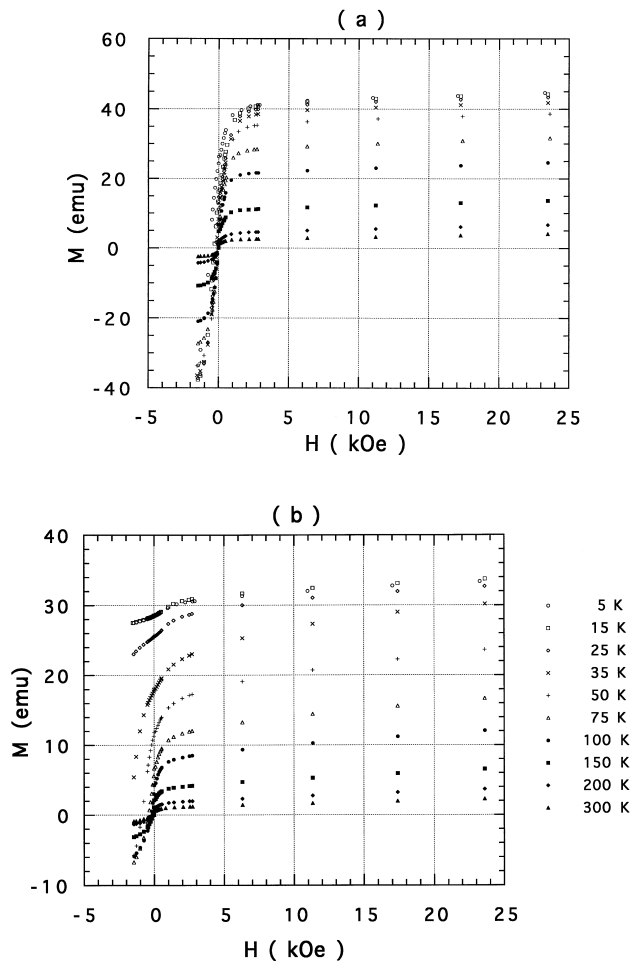 ( a )
60
40
20
0
-20
-40
M (emu)
-5 0 5 10 15 20 25
H ( kOe )
( b )
40
30
20
10
0
-10
M (emu)
-5 0 5 10 15 20 25
H ( kOe)
5 K
15 K
25 K
35 K
50 K
75 K
100 K
150 K
200 K
300 K